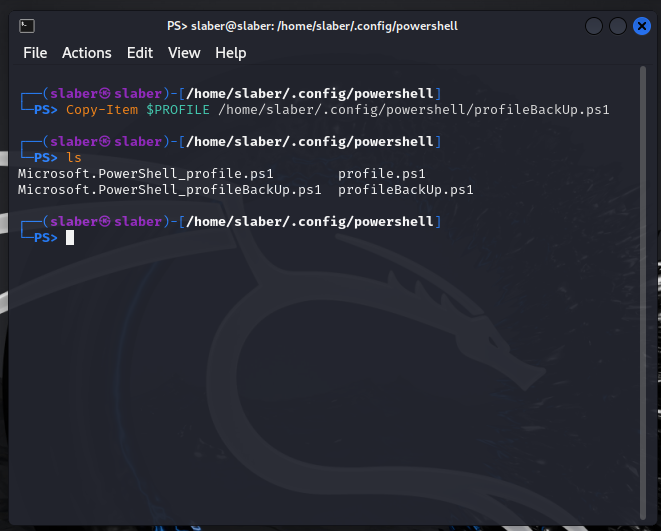 PS> slaber@slaber: /home/slaber/.config/powershell
File Actions Edit View Help
┌──(slaber㉿slaber)-[/home/slaber/.config/powershell]
└─PS> Copy-Item $PROFILE /home/slaber/.config/powershell/profileBackUp.ps1
┌──(slaber㉿slaber)-[/home/slaber/.config/powershell]
└─PS> ls
Microsoft.PowerShell_profile.ps1 profile.ps1
Microsoft.PowerShell_profileBackUp.ps1 profileBackUp.ps1
┌──(slaber㉿slaber)-[/home/slaber/.config/powershell]
└─PS>